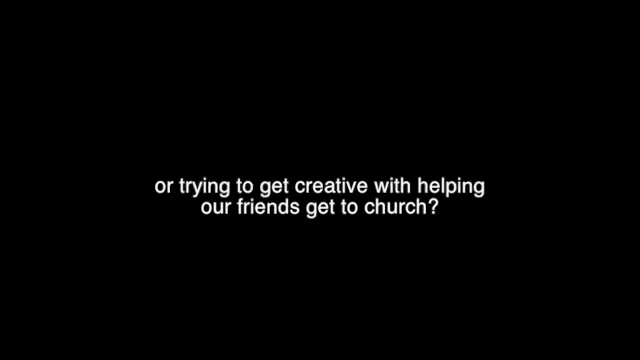 or trying to get creative with helping
our friends get to church?